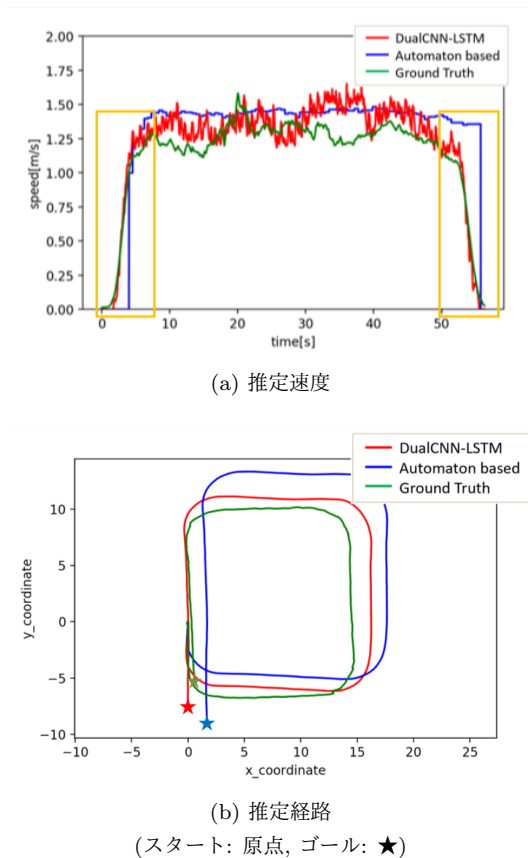 DualCNN-LSTM
Automaton based
Ground Truth
2.00
1.75
1.50
1.25
1.00
0.75
0.50
0.25
0.00
speed[m/s]
0 10 20 30 40 50
time[s]
(a) 推定速度
DualCNN-LSTM
Automaton based
Ground Truth
10
5
0
−5
−10
y_coordinate
−10 −5 0 5 10 15 20 25
x_coordinate
(b) 推定経路
(スタート: 原点, ゴール: ★)